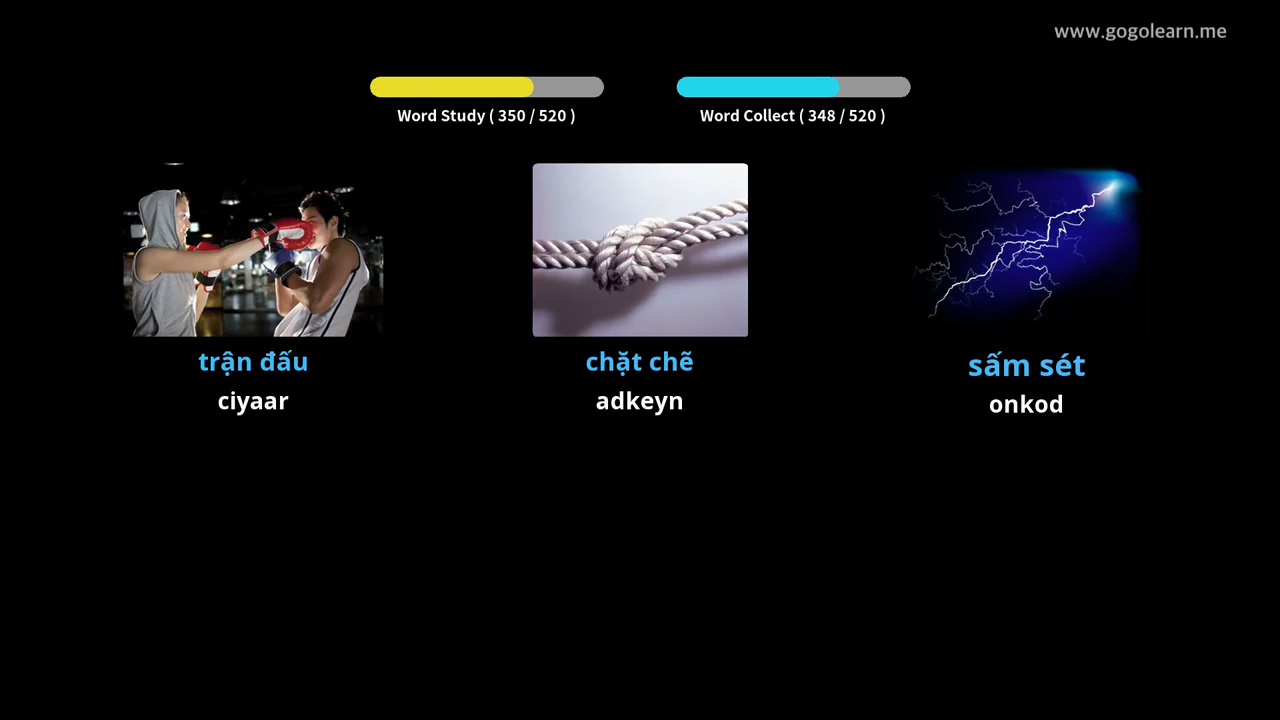 www.gogolearn.me
Word Study ( 350 / 520 )
Word Collect ( 348 / 520 )
trận đấu
ciyaar
chặt chẽ
adkeyn
sấm sét
onkod